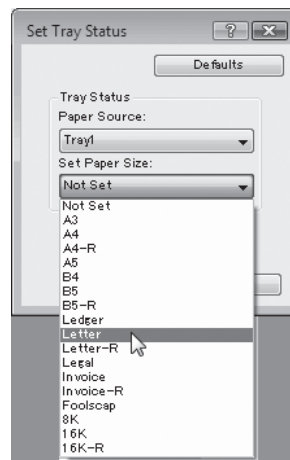 Set Tray Status
Defaults
Tray Status
Paper Source:
Tray1
Set Paper Size:
Not Set
Not Set
A3
A4
A4-R
A5
B4
B5
B5-R
Ledger
Letter
Letter-R
Legal
Invoice
Invoice-R
Foolscap
8K
16K
16K-R